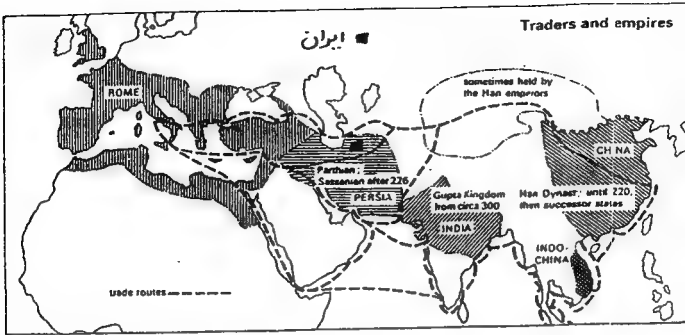 Traders and empires
ایران
sometimes held by
the Han emperors
ROME
CHINA
Parthian;
Sassanian after 226
PERSIA
Gupta Kingdom
from circa 300
INDIA
Han Dynasty until 220,
then successor states
INDO-
CHINA
trade routes